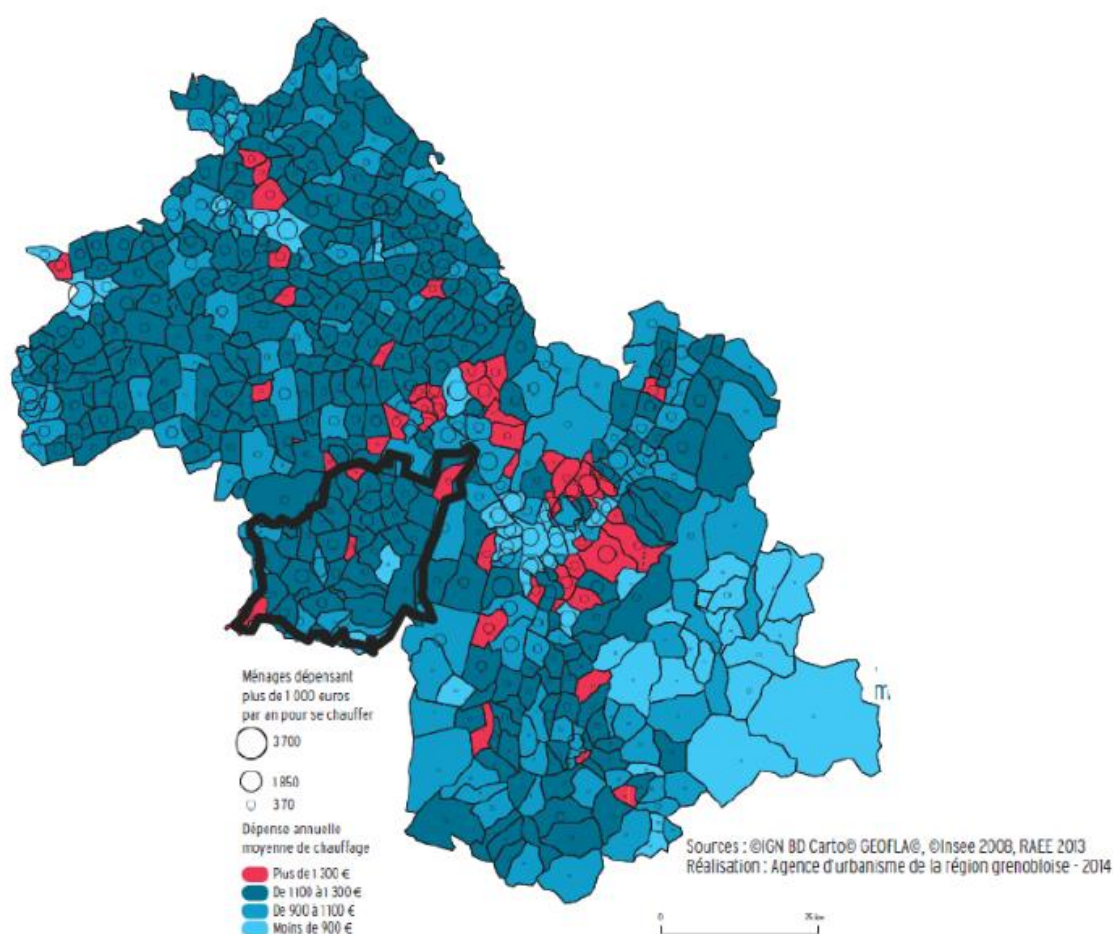 m
Ménages dépensant
plus de 1 000 euros
par an pour se chauffer
3 700
1 850
370
Dépense annuelle
moyenne de chauffage
Plus de 1 300 €
De 1 100 à 1 300 €
De 900 à 1 100 €
Moins de 900 €
Sources : ©IGN BD Carto© GEOFLA©, ©Insee 2008, RAEE 2013
Réalisation : Agence d'urbanisme de la région grenobloise - 2014
0 25 km